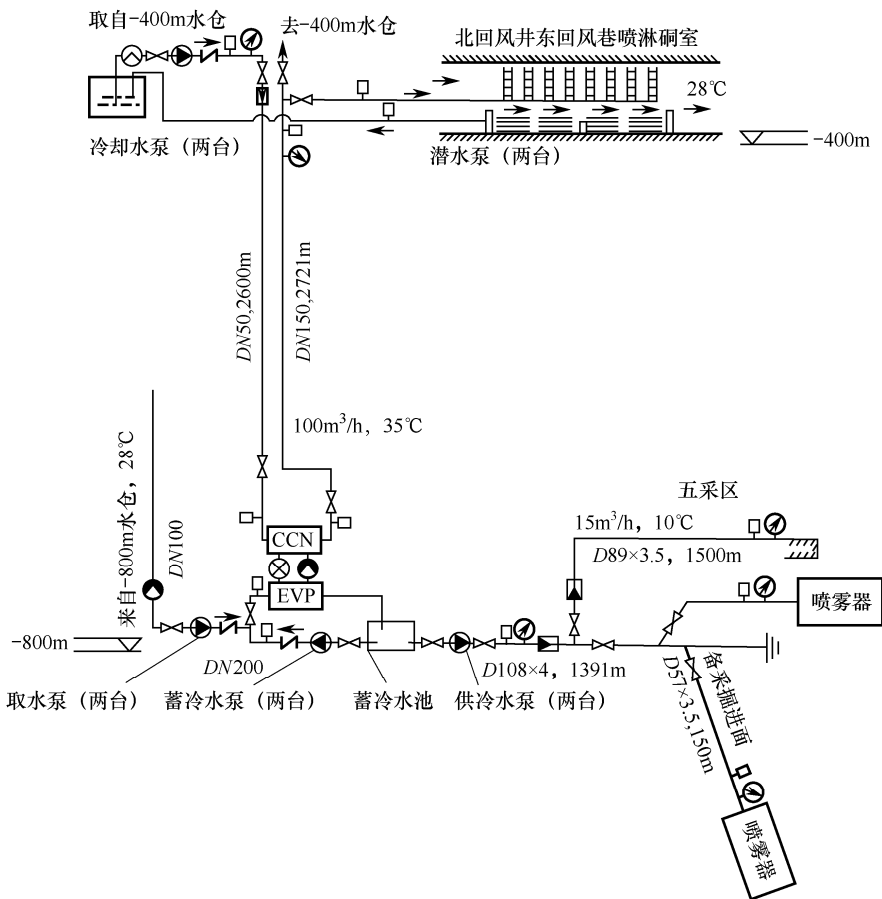 取自-400m水仓
去-400m水仓
北回风井东回风巷喷淋硐室
28℃
-400m
冷却水泵（两台）
潜水泵（两台）
DN50,2600m
DN150,2721m
100m³/h，35℃
来自-800m水仓，28℃
DN100
CCN
EVP
五采区
15m³/h，10℃
D89×3.5，1500m
喷雾器
-800m
DN200
D108×4，1391m
取水泵（两台）
蓄冷水泵（两台）
蓄冷水池
供冷水泵（两台）
D57×3.5,150m
备采掘进面
喷雾器